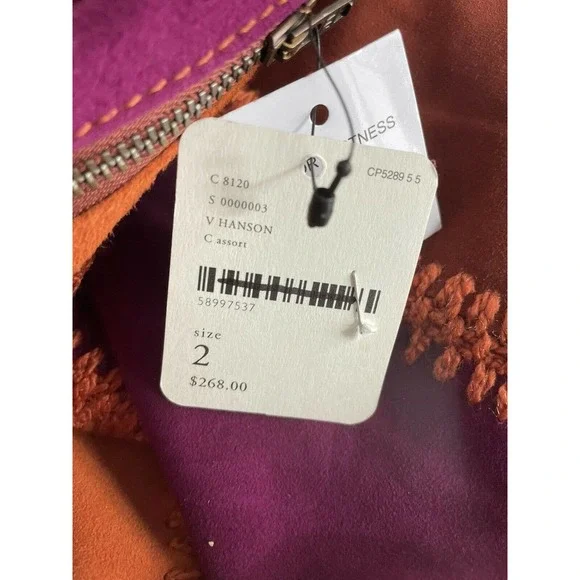 TNESS
CP5289 5.5
C 8120
S 0000003
V HANSON
C assort
58997537
size
2
$268.00